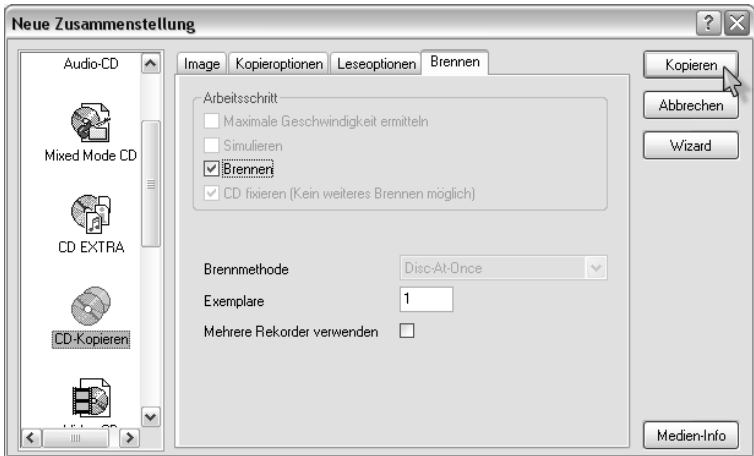 Neue Zusammenstellung
Audio-CD
Mixed Mode CD
CD EXTRA
CD-Kopieren
Image Kopieroptionen Leseoptionen Brennen
Arbeitsschritt
Maximale Geschwindigkeit ermitteln
Simulieren
Brennen
CD fixieren (Kein weiteres Brennen möglich)
Brennmethode Disc-At-Once
Exemplare 1
Mehrere Rekorder verwenden
Kopieren
Abbrechen
Wizard
Medien-Info